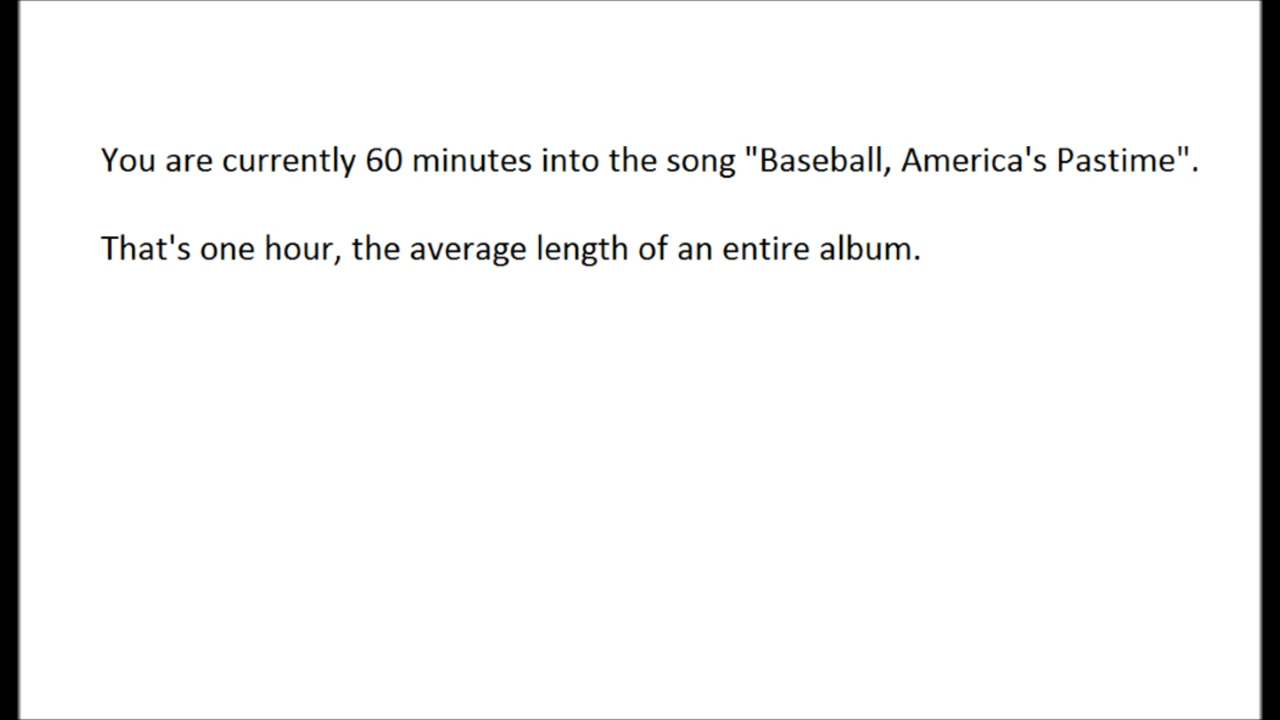 You are currently 60 minutes into the song "Baseball, America's Pastime".
That's one hour, the average length of an entire album.